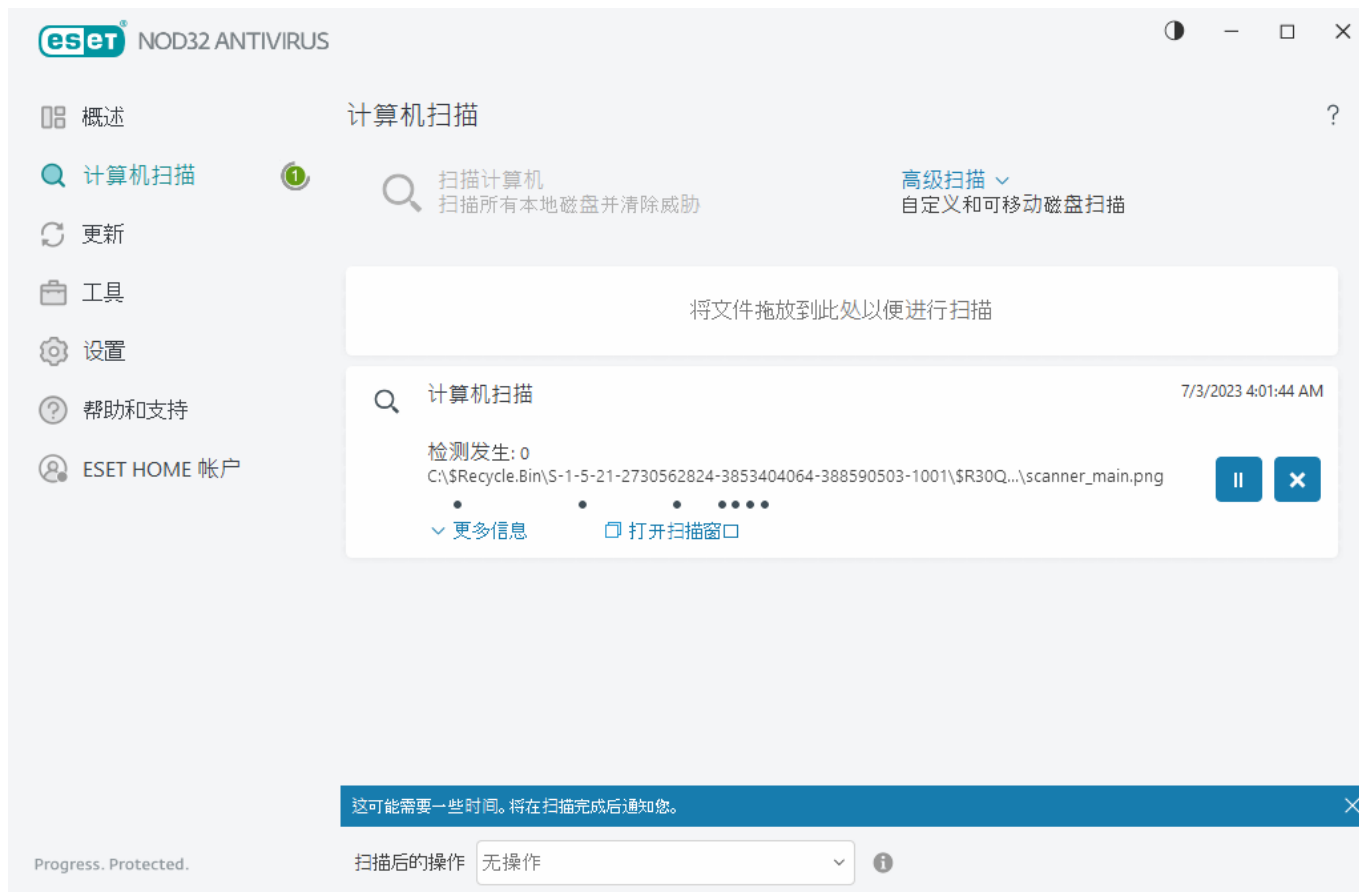 eset® NOD32 ANTIVIRUS
概述
计算机扫描
1
更新
工具
设置
帮助和支持
ESET HOME 帐户
Progress. Protected.
计算机扫描
?
扫描计算机
扫描所有本地磁盘并清除威胁
高级扫描
自定义和可移动磁盘扫描
将文件拖放到此处以便进行扫描
计算机扫描
7/3/2023 4:01:44 AM
检测发生: 0
C:\$Recycle.Bin\S-1-5-21-2730562824-3853404064-388590503-1001\$R30Q...\scanner_main.png
更多信息
打开扫描窗口
这可能需要一些时间。将在扫描完成后通知您。
扫描后的操作
无操作